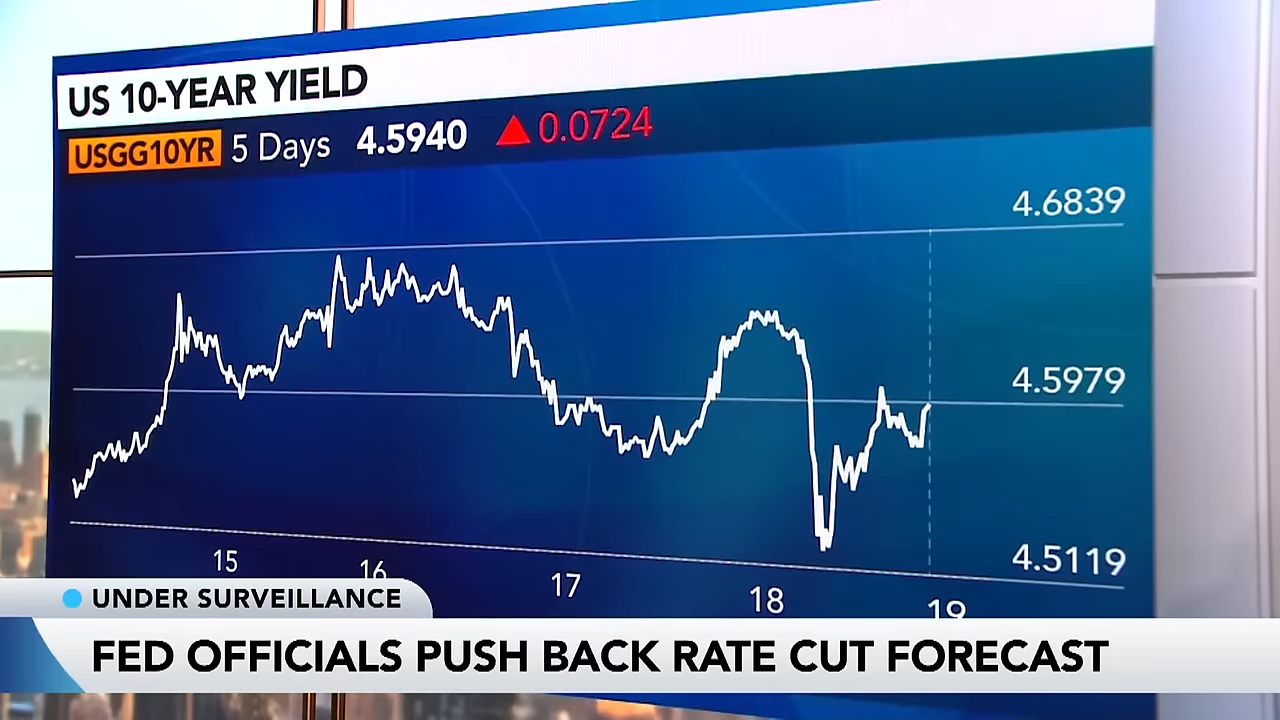 US 10-YEAR YIELD
USGG10YR 5 Days 4.5940 ▲0.0724
4.6839
4.5979
4.5119
15 16 17 18 19
UNDER SURVEILLANCE
FED OFFICIALS PUSH BACK RATE CUT FORECAST